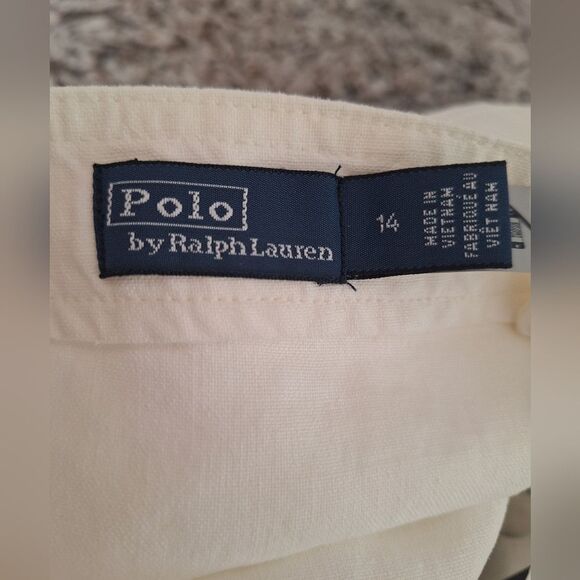 Polo
by Ralph Lauren
14
MADE IN
VIETNAM
FABRIQUÉ AU
VIÊT NAM